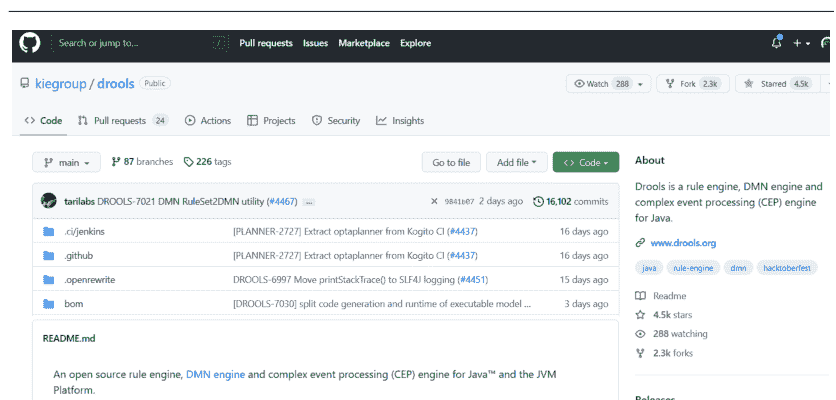 Search or jump to... / Pull requests Issues Marketplace Explore
kiegroup / drools Public
Watch 288 Fork 2.3k Starred 4.5k
<> Code Pull requests 24 Actions Projects Security Insights
main 87 branches 226 tags Go to file Add file <> Code
tarilabs DROOLS-7021 DMN RuleSet2DMN utility (#4467) ... 9841b07 2 days ago 16,102 commits
.ci/jenkins [PLANNER-2727] Extract optaplanner from Kogito CI (#4437) 16 days ago
.github [PLANNER-2727] Extract optaplanner from Kogito CI (#4437) 16 days ago
.openrewrite DROOLS-6997 Move printStackTrace() to SLF4J logging (#4451) 15 days ago
bom [DROOLS-7030] split code generation and runtime of executable model ... 3 days ago
README.md
An open source rule engine, DMN engine and complex event processing (CEP) engine for Java™ and the JVM
Platform.
About
Drools is a rule engine, DMN engine and
complex event processing (CEP) engine
for Java.
www.drools.org
java rule-engine dmn hacktoberfest
Readme
4.5k stars
288 watching
2.3k forks